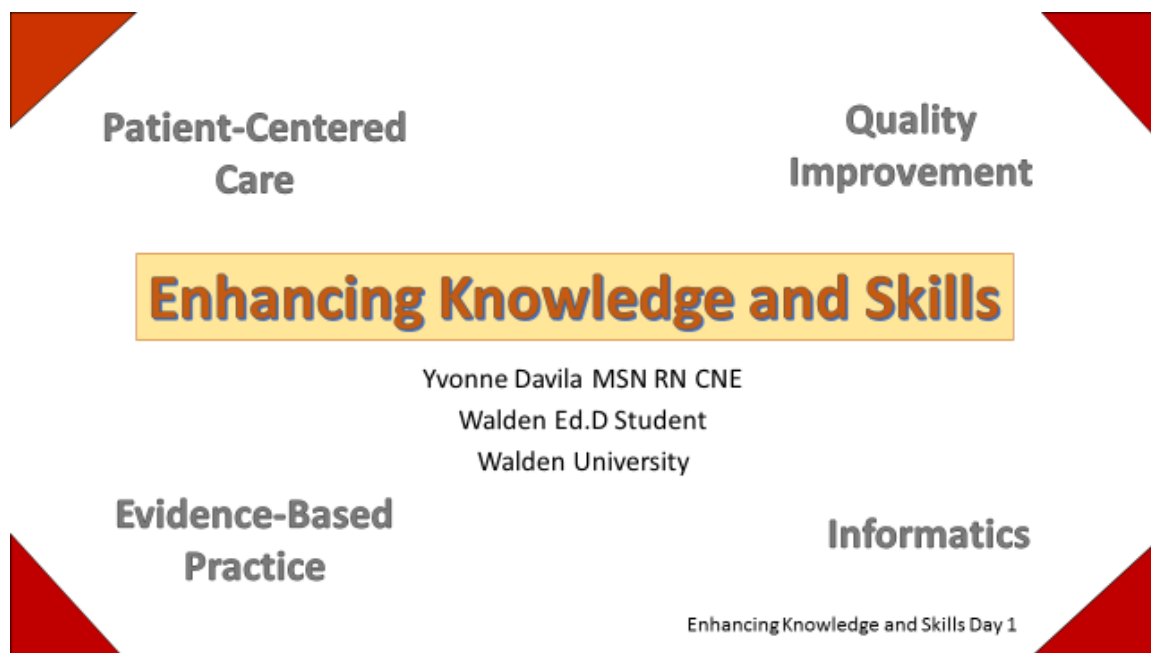 Patient-Centered
Care
Quality
Improvement
Enhancing Knowledge and Skills
Yvonne Davila MSN RN CNE
Walden Ed.D Student
Walden University
Evidence-Based
Practice
Informatics
Enhancing Knowledge and Skills Day 1